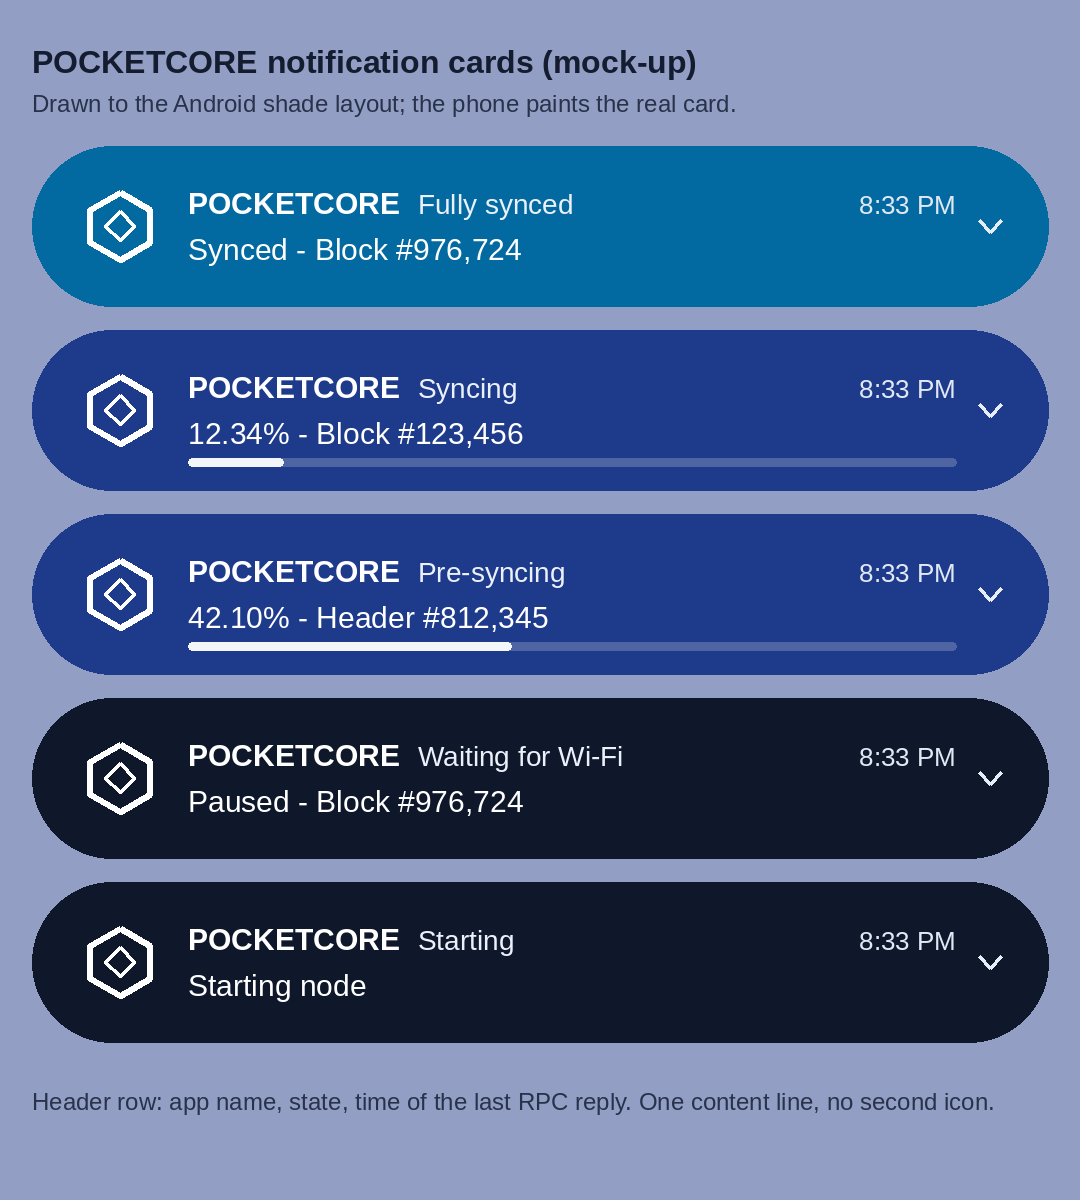 POCKETCORE notification cards (mock-up)
Drawn to the Android shade layout; the phone paints the real card.
POCKETCORE Fully synced 8:33 PM
Synced - Block #976,724
POCKETCORE Syncing 8:33 PM
12.34% - Block #123,456
POCKETCORE Pre-syncing 8:33 PM
42.10% - Header #812,345
POCKETCORE Waiting for Wi-Fi 8:33 PM
Paused - Block #976,724
POCKETCORE Starting 8:33 PM
Starting node
Header row: app name, state, time of the last RPC reply. One content line, no second icon.